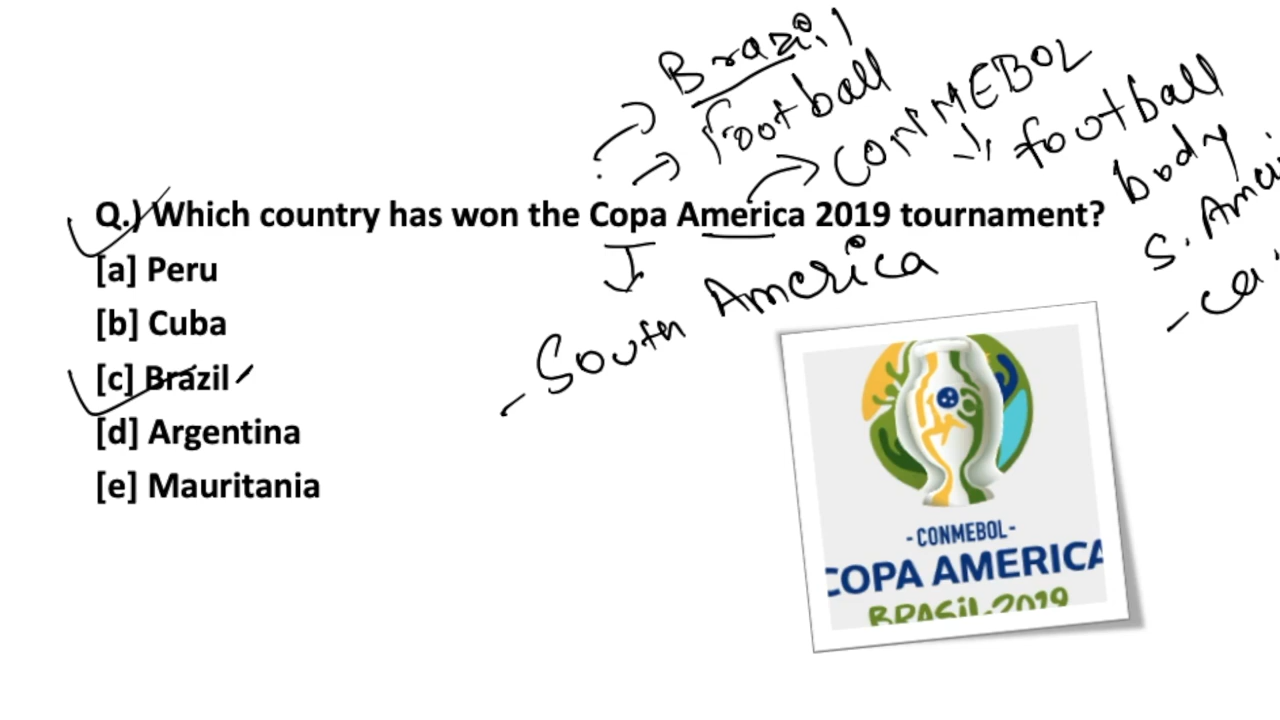 Brazil
football
CONMEBOL
football
body
S. Ameri
Q.) Which country has won the Copa America 2019 tournament?
[a] Peru
South America
[b] Cuba
[c] Brazil
[d] Argentina
[e] Mauritania
-CONMEBOL-
COPA AMERICA
BRASIL 2019